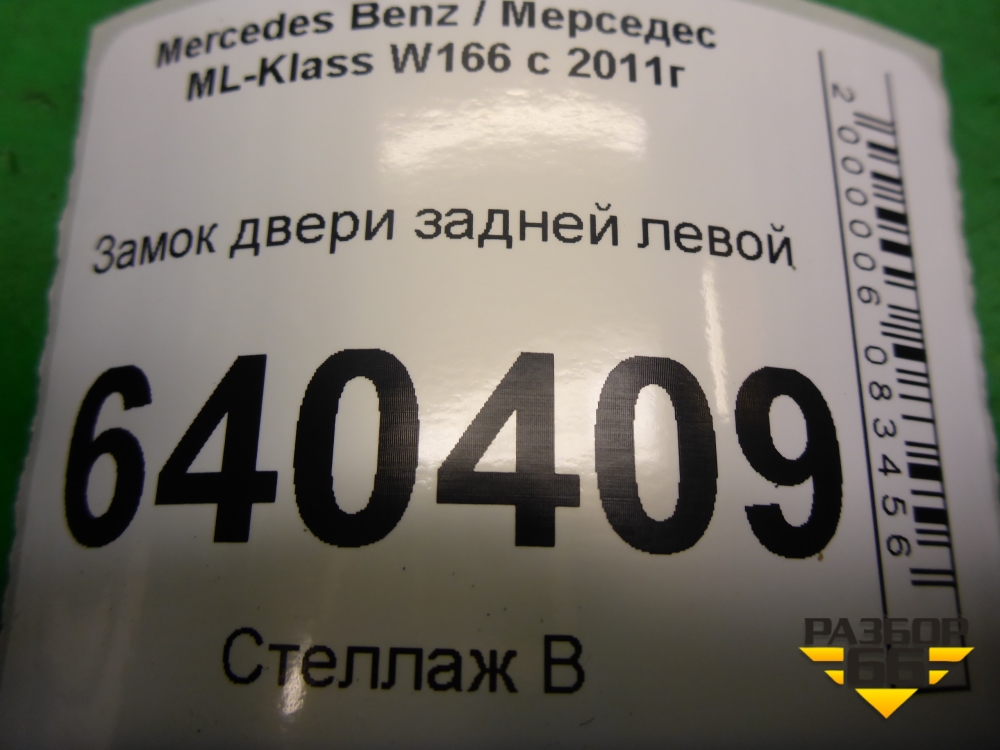 Mercedes Benz / Мерседес
ML-Klass W166 с 2011г
Замок двери задней левой
640409
Стеллаж В
2000006083456
РАЗБОР
66